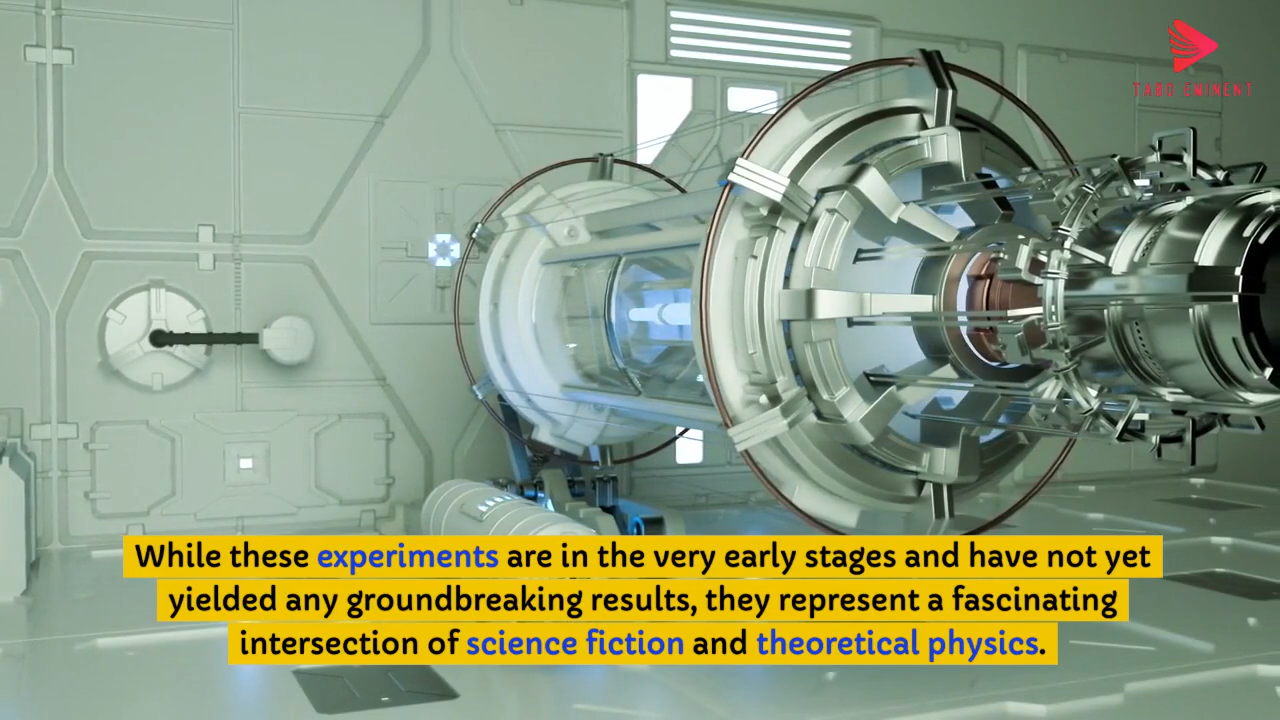 TABO EMINENT
While these experiments are in the very early stages and have not yet
yielded any groundbreaking results, they represent a fascinating
intersection of science fiction and theoretical physics.